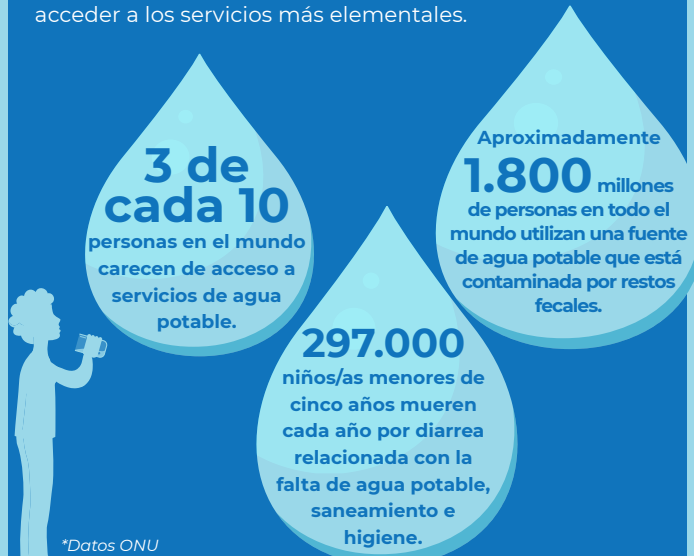 acceder a los servicios más elementales.
3 de
cada 10
personas en el mundo
carecen de acceso a
servicios de agua
potable.
Aproximadamente
1.800 millones
de personas en todo el
mundo utilizan una fuente
de agua potable que está
contaminada por restos
fecales.
297.000
niños/as menores de
cinco años mueren
cada año por diarrea
relacionada con la
falta de agua potable,
saneamiento e
higiene.
*Datos ONU